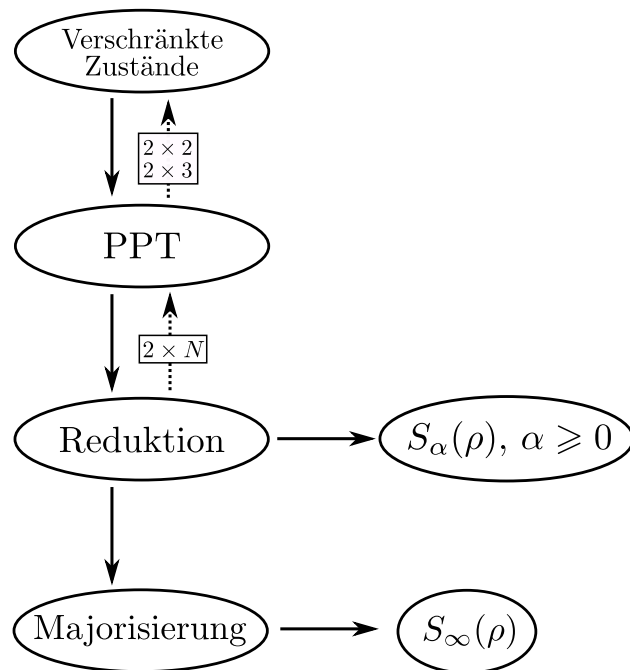 Verschränkte
Zustände
2 × 2
2 × 3
PPT
2 × N
Reduktion
S_α(ρ), α ⩾ 0
Majorisierung
S_∞(ρ)